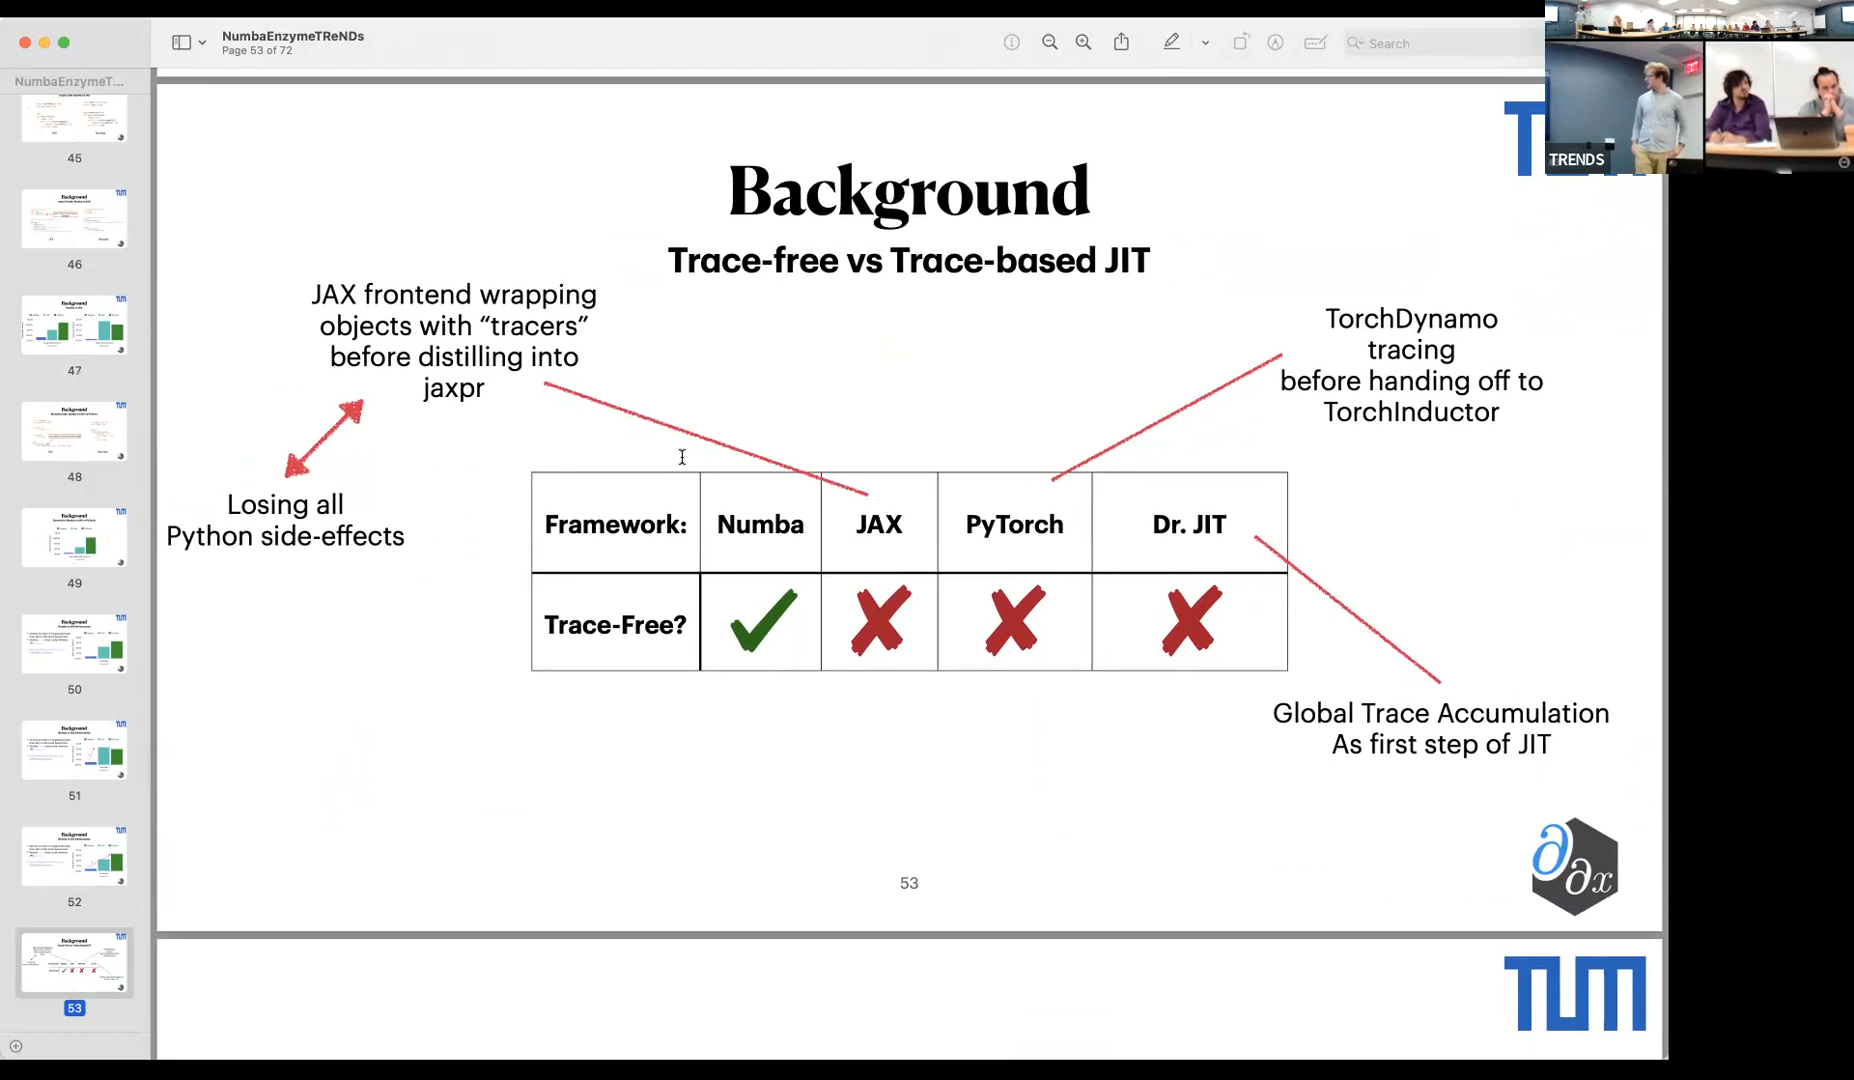 NumbaEnzymeTReNDs
Page 53 of 72
Search
NumbaEnzymeT...
45
46
47
48
49
50
51
52
53
TRENDS
EXIT
Background
Trace-free vs Trace-based JIT
JAX frontend wrapping
objects with “tracers”
before distilling into
jaxpr
Losing all
Python side-effects
TorchDynamo
tracing
before handing off to
TorchInductor
Framework: Numba JAX PyTorch Dr. JIT
Trace-Free?
Global Trace Accumulation
As first step of JIT
∂
∂x
53
TUM